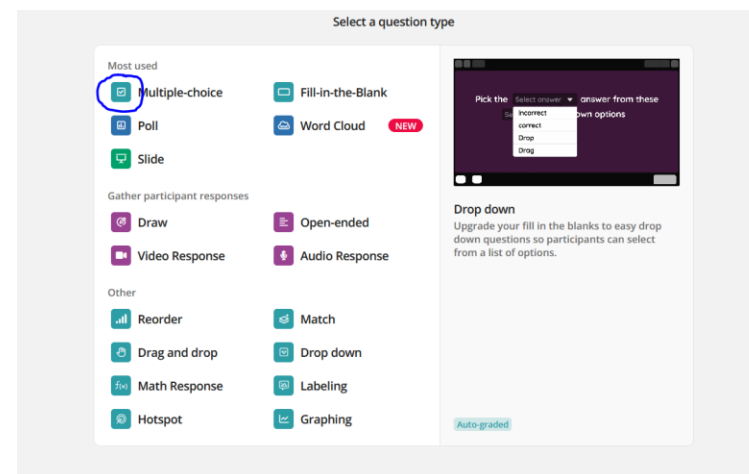 Select a question type
Most used
Multiple-choice
Fill-in-the-Blank
Poll
Word Cloud NEW
Slide
Gather participant responses
Draw
Open-ended
Video Response
Audio Response
Other
Reorder
Match
Drag and drop
Drop down
f(x) Math Response
Labeling
Hotspot
Graphing
Pick the Select answer answer from these
own options
incorrect
correct
Drop
Drag
Drop down
Upgrade your fill in the blanks to easy drop
down questions so participants can select
from a list of options.
Auto-graded